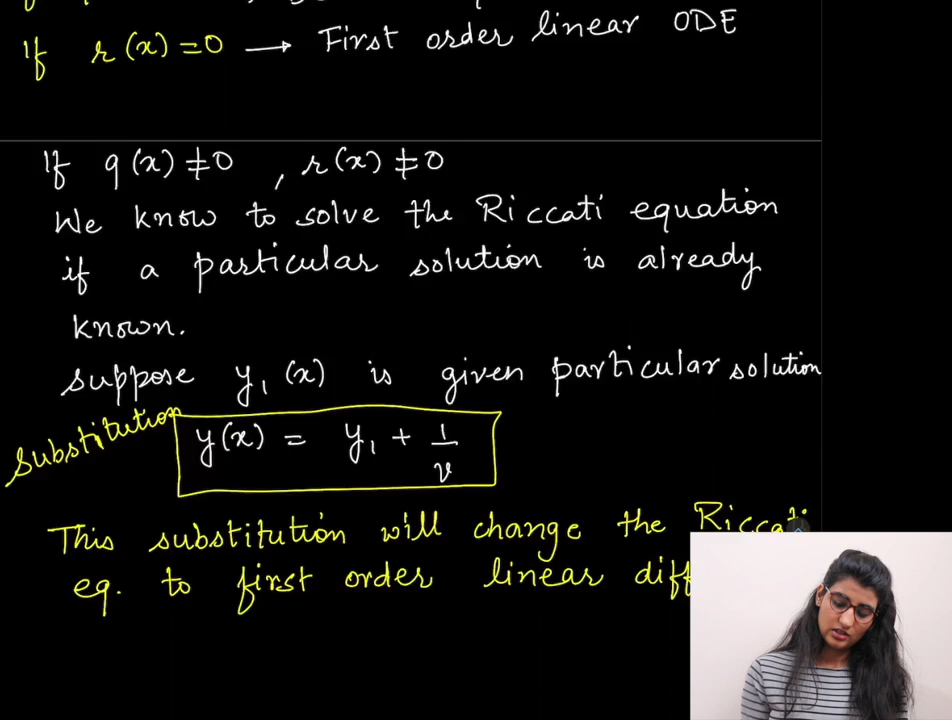 If r(x) = 0 → First order linear ODE
If q(x) ≠ 0 , r(x) ≠ 0
We know to solve the Riccati equation
if a particular solution is already
known.
Suppose y₁(x) is given particular solution
Substitution y(x) = y₁ + 1/v
This substitution will change the Riccati
eq. to first order linear diff